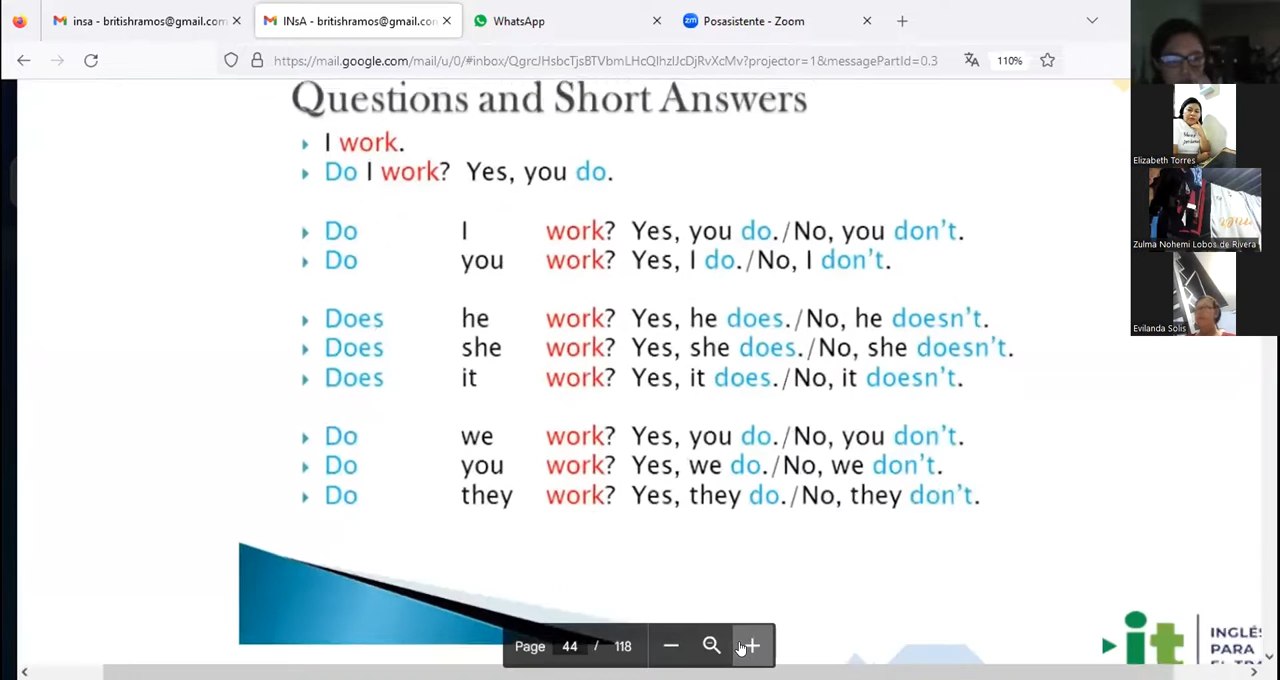 insa - britishramos@gmail.com
INsA - britishramos@gmail.co
WhatsApp
Posasistente - Zoom
https://mail.google.com/mail/u/0/#inbox/QgrcJHsbcTjsBTVbmLHcQlhzlJcDjRvXcMv?projector=1&messagePartId=0.3
110%
Questions and Short Answers
I work.
Do I work? Yes, you do.
Do I work? Yes, you do./No, you don't.
Do you work? Yes, I do./No, I don't.
Does he work? Yes, he does./No, he doesn't.
Does she work? Yes, she does./No, she doesn't.
Does it work? Yes, it does./No, it doesn't.
Do we work? Yes, you do./No, you don't.
Do you work? Yes, we do./No, we don't.
Do they work? Yes, they do./No, they don't.
Page 44 / 118
it
INGLÉS
PARA
EL TRA
Elizabeth Torres
Zulma Nohemi Lobos de Rivera
Evilanda Solis